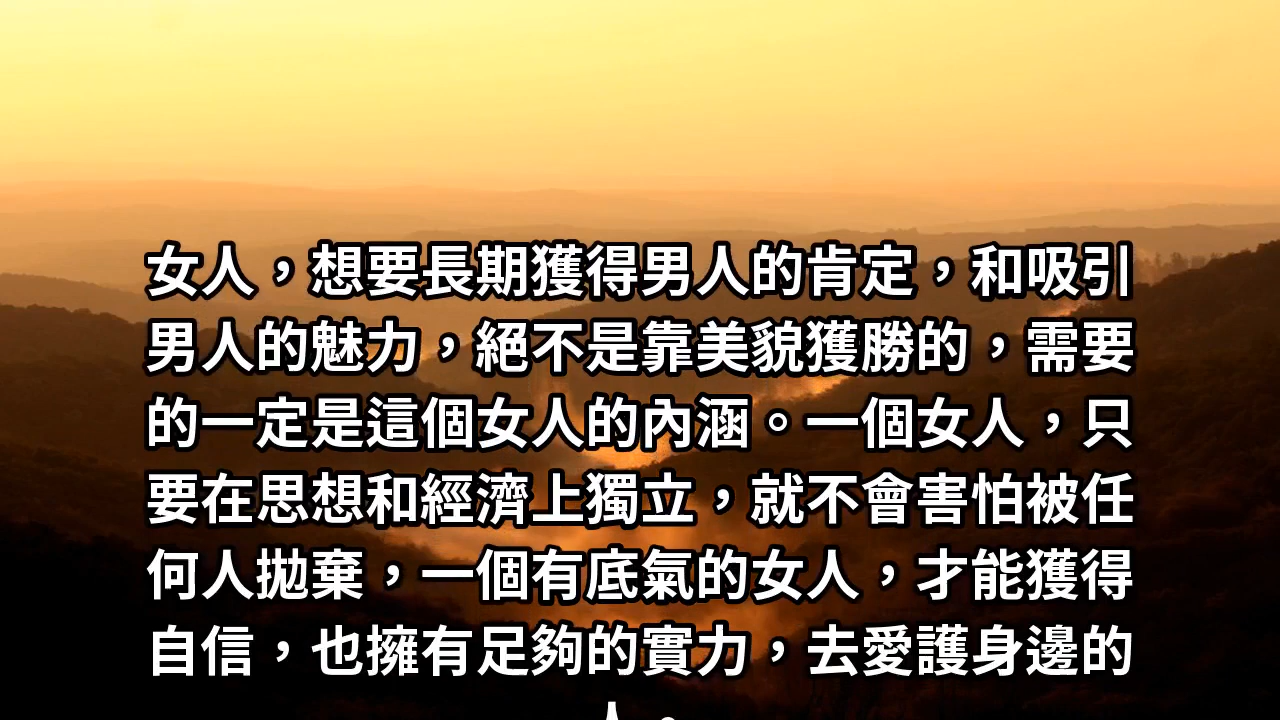 女人，想要長期獲得男人的肯定，和吸引
男人的魅力，絕不是靠美貌獲勝的，需要
的一定是這個女人的內涵。一個女人，只
要在思想和經濟上獨立，就不會害怕被任
何人拋棄，一個有底氣的女人，才能獲得
自信，也擁有足夠的實力，去愛護身邊的
人。